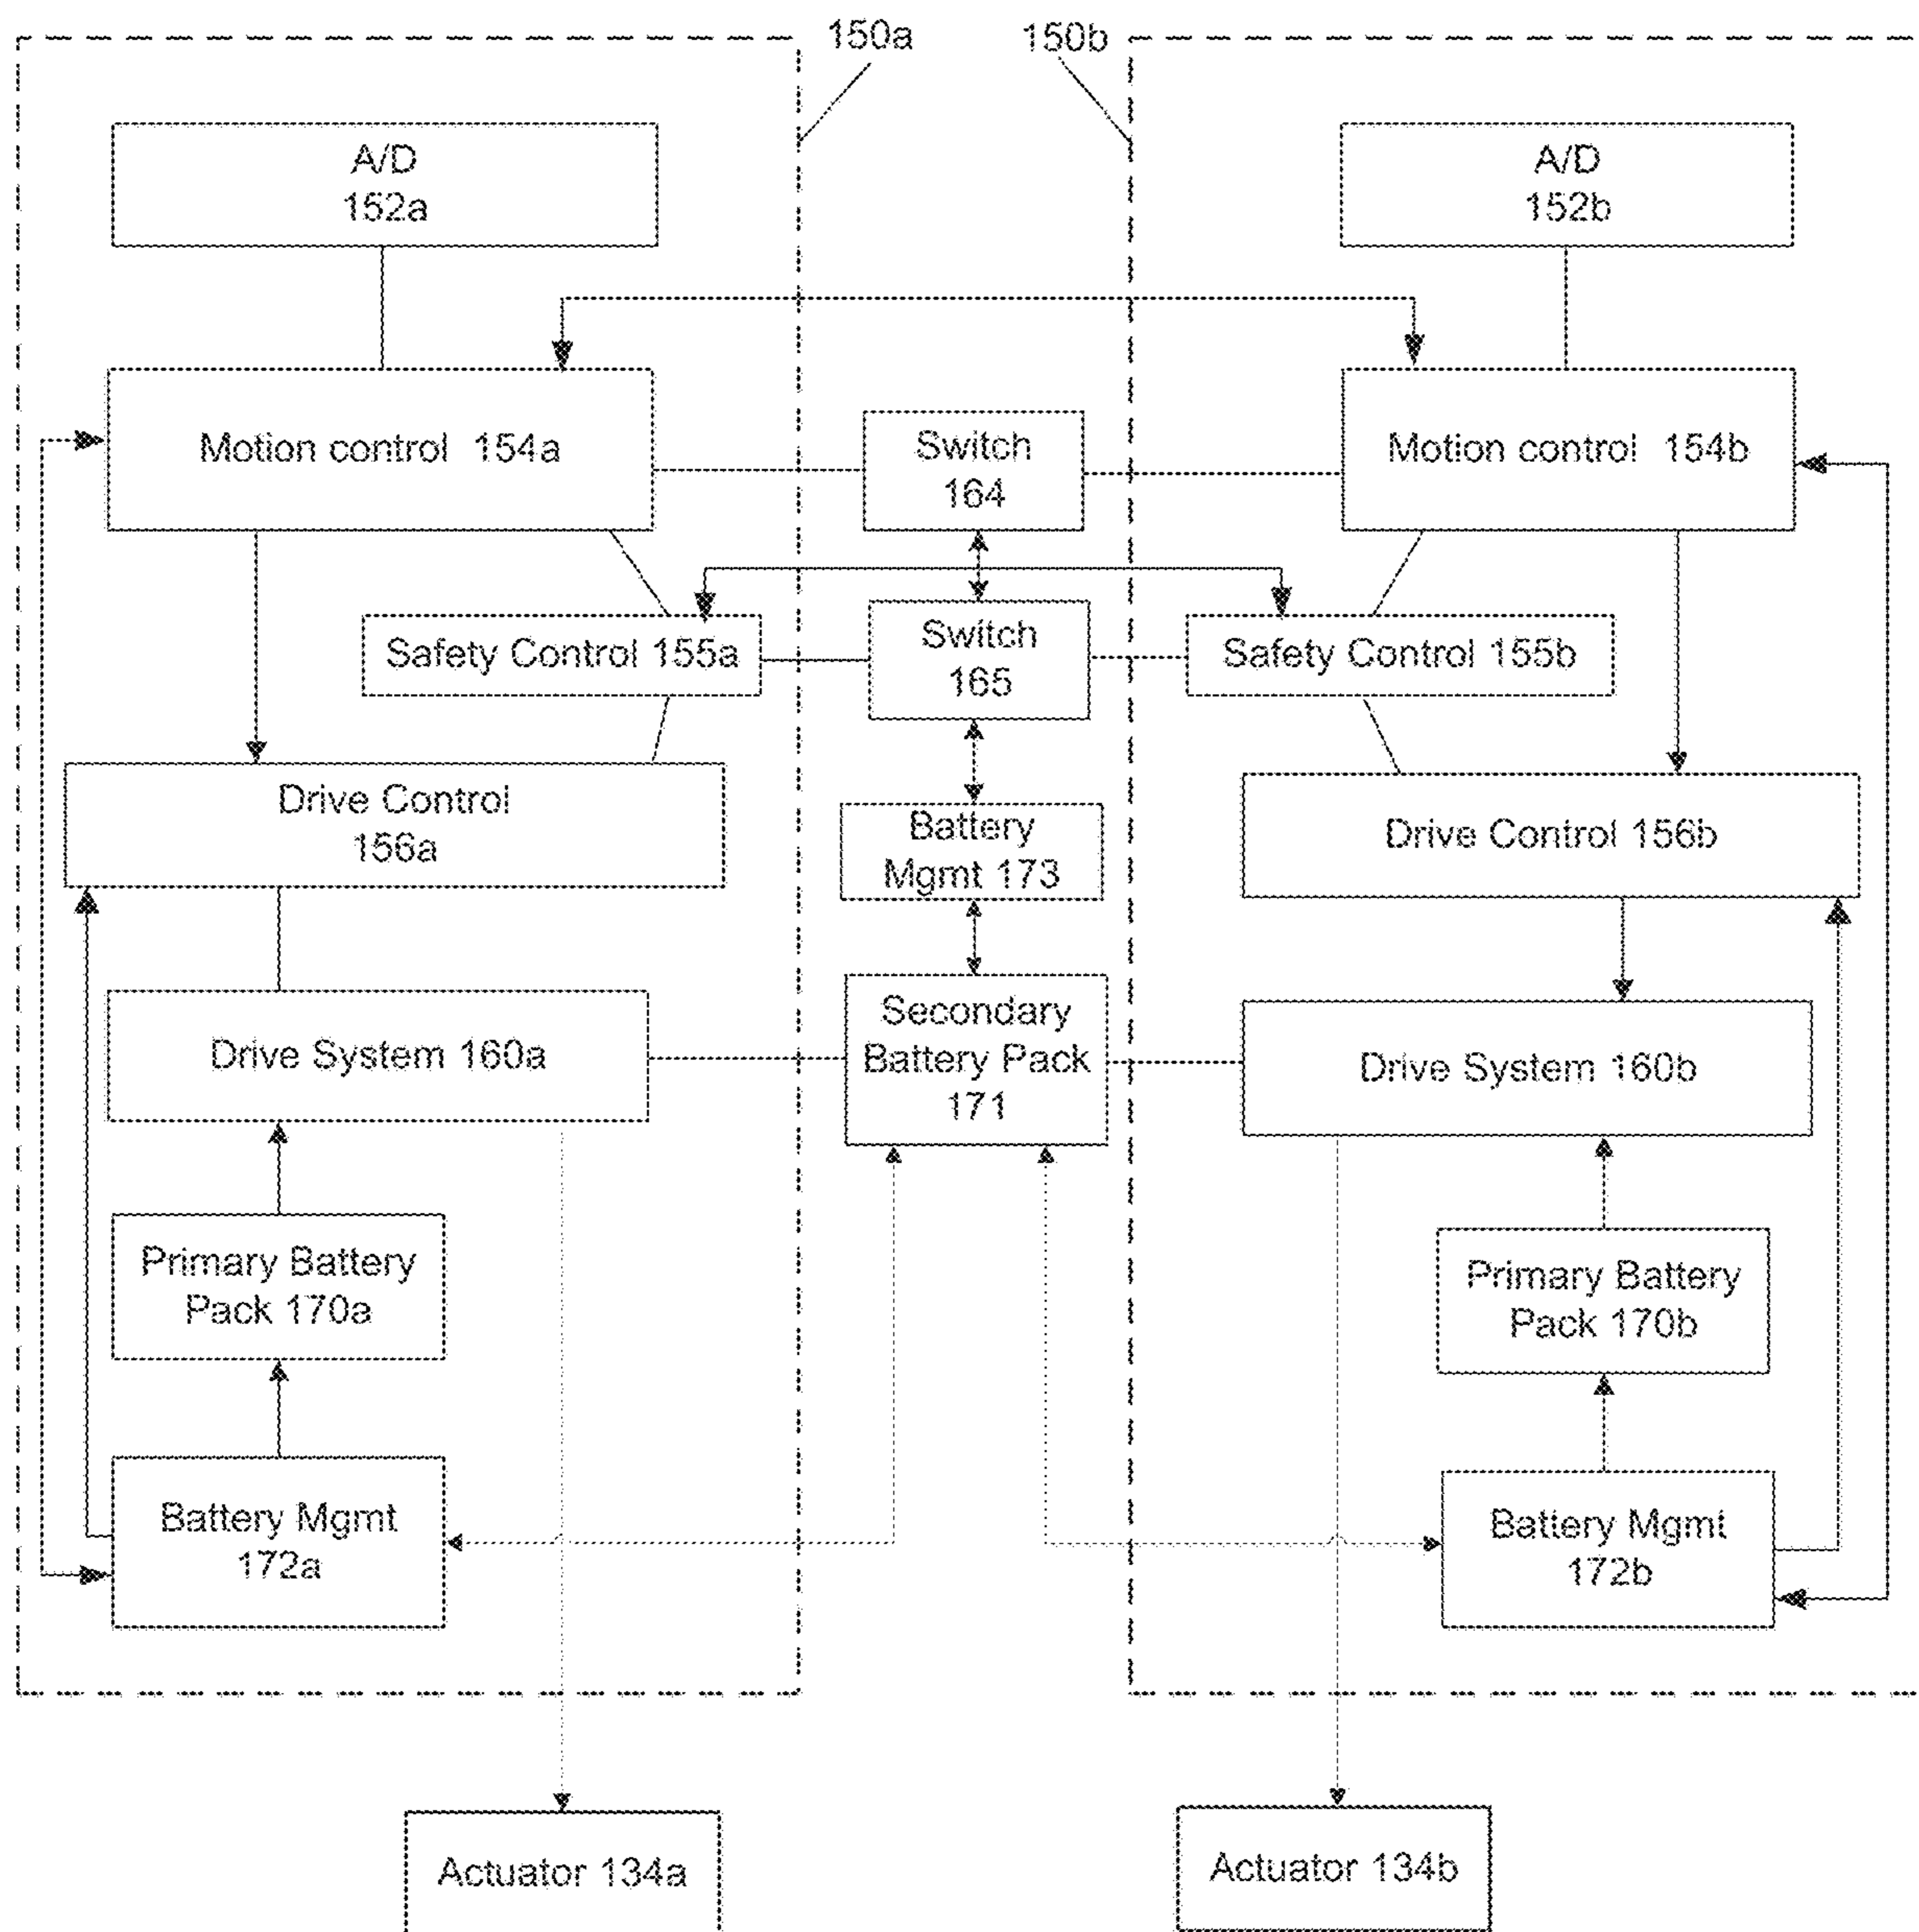 150a
150b
A/D
152a
A/D
152b
Motion control 154a
Switch
164
Motion control 154b
Safety Control 155a
Switch
165
Safety Control 155b
Drive Control
156a
Battery
Mgmt 173
Drive Control 156b
Drive System 160a
Secondary
Battery Pack
171
Drive System 160b
Primary Battery
Pack 170a
Primary Battery
Pack 170b
Battery Mgmt
172a
Battery Mgmt
172b
Actuator 134a
Actuator 134b